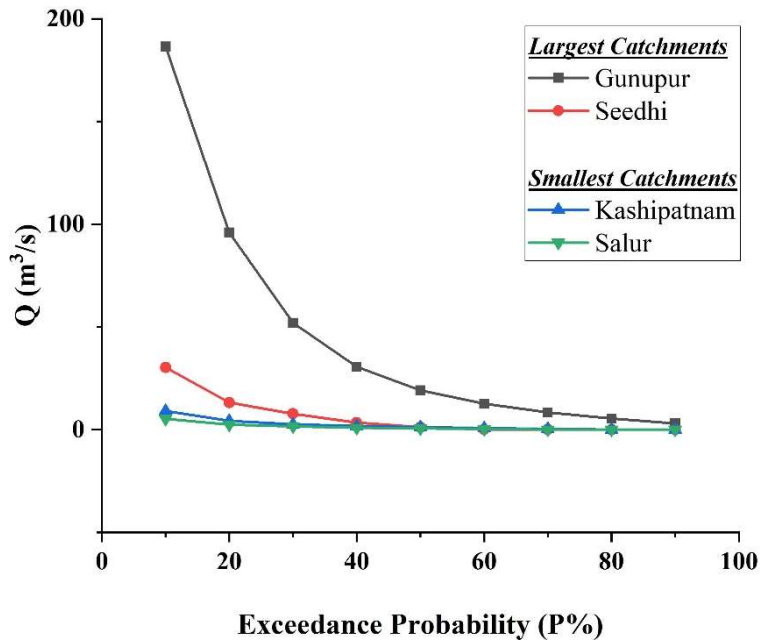 200
Largest Catchments
Gunupur
Seedhi
Smallest Catchments
Kashipatnam
Salur
100
Q (m³/s)
0
0 20 40 60 80 100
Exceedance Probability (P%)